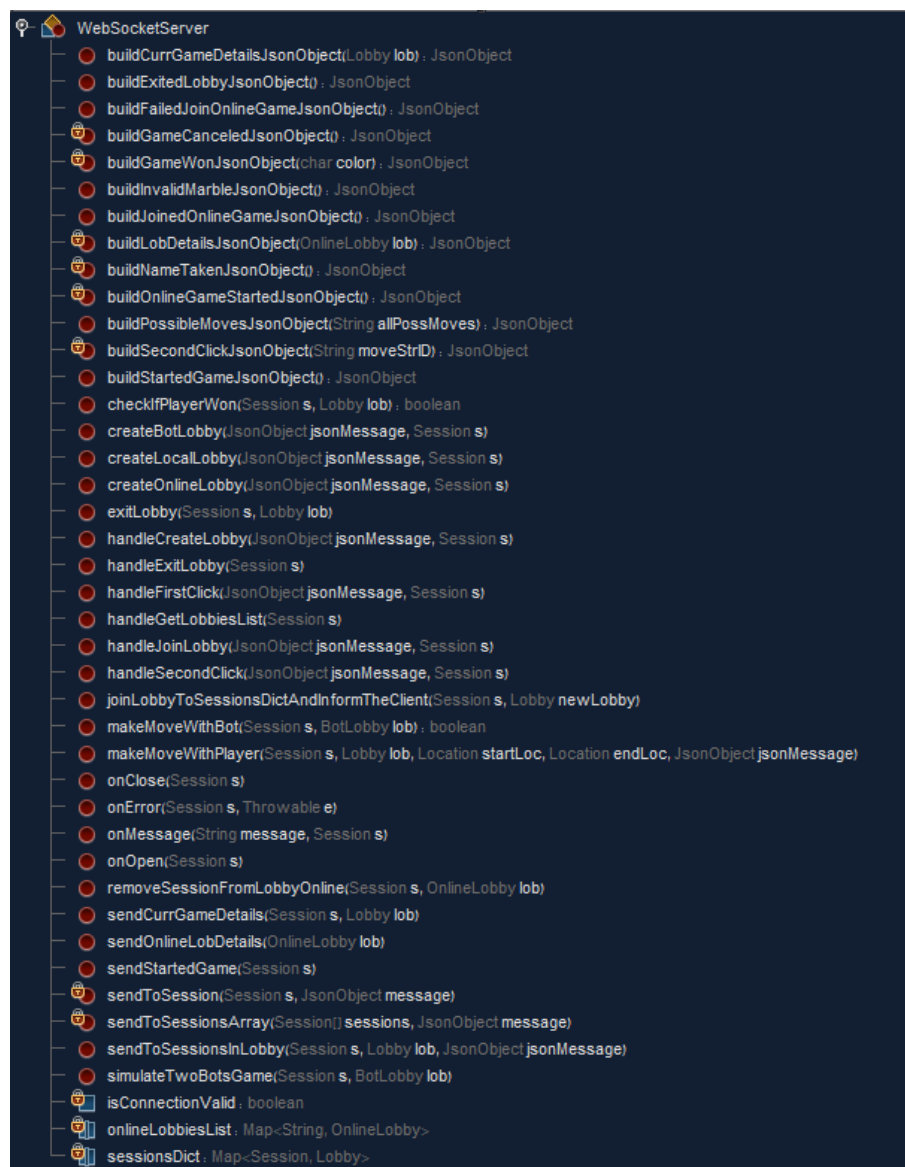 WebSocketServer
buildCurrGameDetailsJsonObject(Lobby lob) : JsonObject
buildExitedLobbyJsonObject() : JsonObject
buildFailedJoinOnlineGameJsonObject() : JsonObject
buildGameCanceledJsonObject() : JsonObject
buildGameWonJsonObject(char color) : JsonObject
buildInvalidMarbleJsonObject() : JsonObject
buildJoinedOnlineGameJsonObject() : JsonObject
buildLobDetailsJsonObject(OnlineLobby lob) : JsonObject
buildNameTakenJsonObject() : JsonObject
buildOnlineGameStartedJsonObject() : JsonObject
buildPossibleMovesJsonObject(String allPossMoves) : JsonObject
buildSecondClickJsonObject(String moveStrID) : JsonObject
buildStartedGameJsonObject() : JsonObject
checkIfPlayerWon(Session s, Lobby lob) : boolean
createBotLobby(JsonObject jsonMessage, Session s)
createLocalLobby(JsonObject jsonMessage, Session s)
createOnlineLobby(JsonObject jsonMessage, Session s)
exitLobby(Session s, Lobby lob)
handleCreateLobby(JsonObject jsonMessage, Session s)
handleExitLobby(Session s)
handleFirstClick(JsonObject jsonMessage, Session s)
handleGetLobbiesList(Session s)
handleJoinLobby(JsonObject jsonMessage, Session s)
handleSecondClick(JsonObject jsonMessage, Session s)
joinLobbyToSessionsDictAndInformTheClient(Session s, Lobby newLobby)
makeMoveWithBot(Session s, BotLobby lob) : boolean
makeMoveWithPlayer(Session s, Lobby lob, Location startLoc, Location endLoc, JsonObject jsonMessage)
onClose(Session s)
onError(Session s, Throwable e)
onMessage(String message, Session s)
onOpen(Session s)
removeSessionFromLobbyOnline(Session s, OnlineLobby lob)
sendCurrGameDetails(Session s, Lobby lob)
sendOnlineLobDetails(OnlineLobby lob)
sendStartedGame(Session s)
sendToSession(Session s, JsonObject message)
sendToSessionsArray(Session[] sessions, JsonObject message)
sendToSessionsInLobby(Session s, Lobby lob, JsonObject jsonMessage)
simulateTwoBotsGame(Session s, BotLobby lob)
isConnectionValid : boolean
onlineLobbiesList : Map<String, OnlineLobby>
sessionsDict : Map<Session, Lobby>